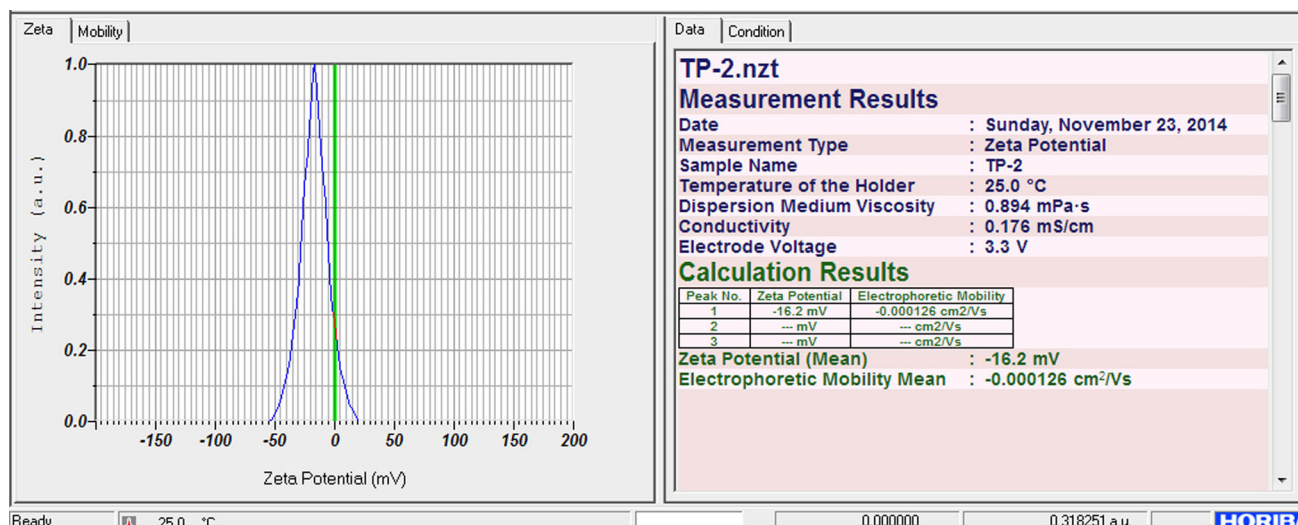 Zeta Mobility
1.0
0.8
0.6
0.4
0.2
0.0
Intensity (a.u.)
-150 -100 -50 0 50 100 150 200
Zeta Potential (mV)
Data Condition
TP-2.nzt
Measurement Results
Date : Sunday, November 23, 2014
Measurement Type : Zeta Potential
Sample Name : TP-2
Temperature of the Holder : 25.0 °C
Dispersion Medium Viscosity : 0.894 mPa·s
Conductivity : 0.176 mS/cm
Electrode Voltage : 3.3 V
Calculation Results
Peak No. Zeta Potential Electrophoretic Mobility
1 -16.2 mV -0.000126 cm2/Vs
2 --- mV --- cm2/Vs
3 --- mV --- cm2/Vs
Zeta Potential (Mean) : -16.2 mV
Electrophoretic Mobility Mean : -0.000126 cm²/Vs
Ready 25.0 °C 0.000000 0.318251 a.u. HORIBA